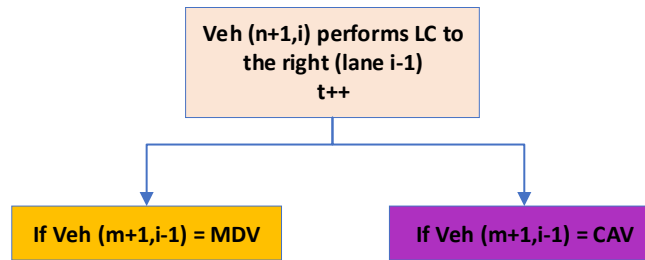 Veh (n+1,i) performs LC to
the right (lane i-1)
t++
If Veh (m+1,i-1) = MDV
If Veh (m+1,i-1) = CAV